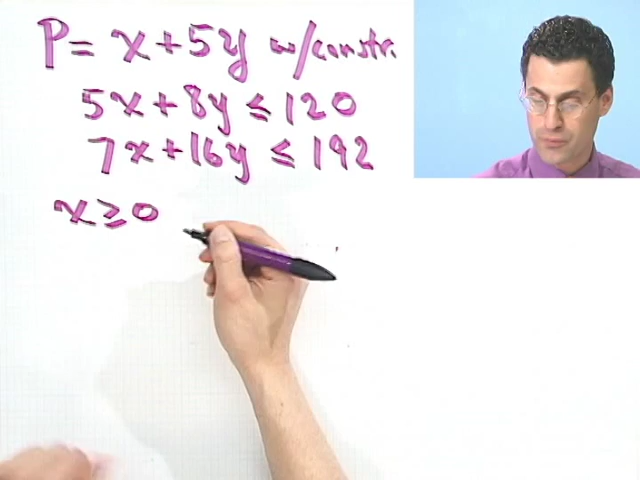 P = x + 5y w/constr.
5x + 8y ≤ 120
7x + 16y ≤ 192
x ≥ 0